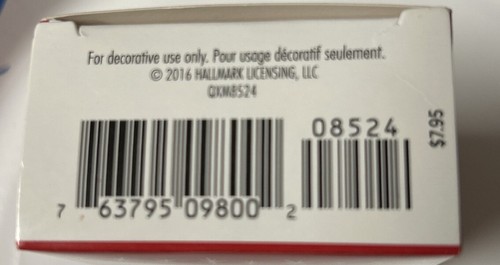 For decorative use only. Pour usage décoratif seulement.
© 2016 HALLMARK LICENSING, LLC
QXM8524
08524
$7.95
7 63795 09800 2